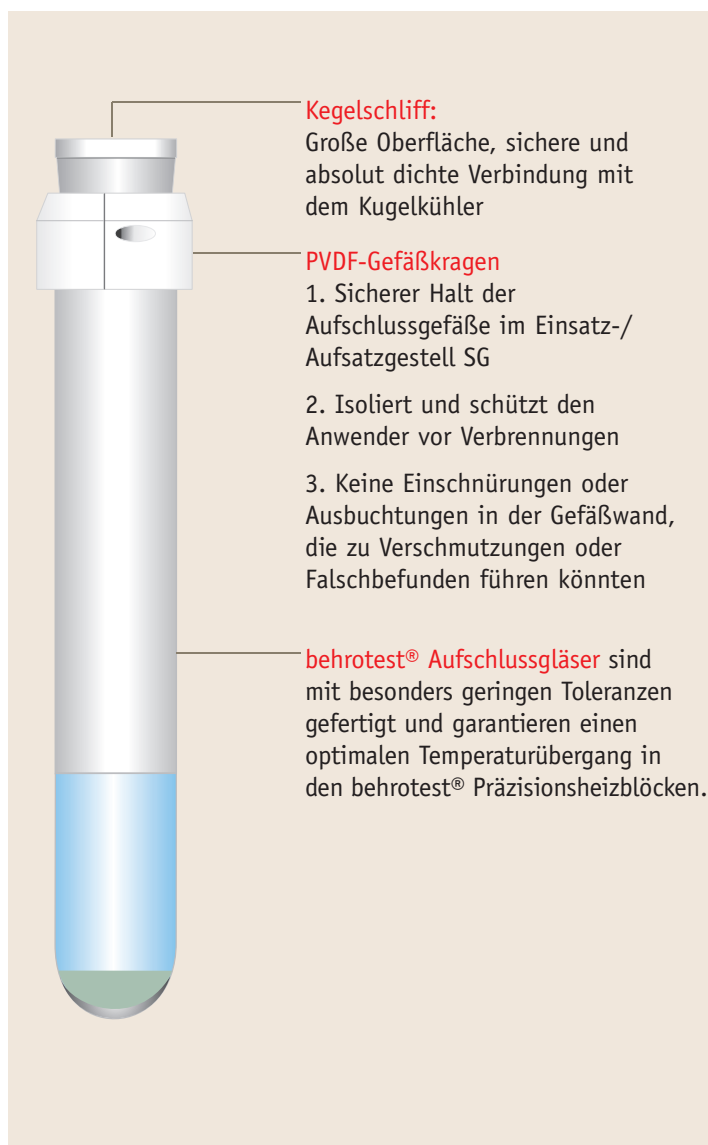 Kegelschliff:
Große Oberfläche, sichere und
absolut dichte Verbindung mit
dem Kugelkühler
PVDF-Gefäßkragen
1. Sicherer Halt der
Aufschlussgefäße im Einsatz-/
Aufsatzgestell SG
2. Isoliert und schützt den
Anwender vor Verbrennungen
3. Keine Einschnürungen oder
Ausbuchtungen in der Gefäßwand,
die zu Verschmutzungen oder
Falschbefunden führen könnten
behrotest® Aufschlussgläser sind
mit besonders geringen Toleranzen
gefertigt und garantieren einen
optimalen Temperaturübergang in
den behrotest® Präzisionsheizblöcken.